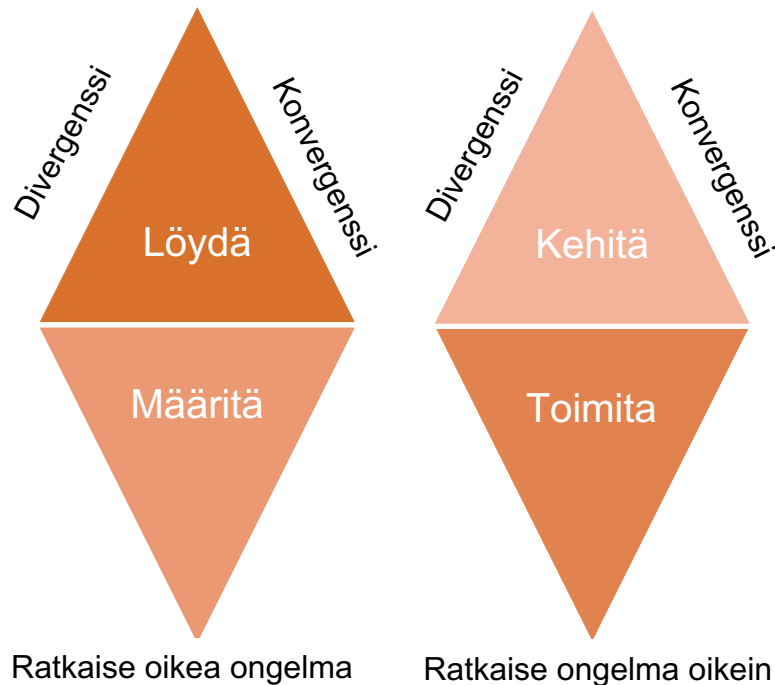 Divergenssi
Konvergenssi
Löydä
Määritä
Ratkaise oikea ongelma
Divergenssi
Konvergenssi
Kehitä
Toimita
Ratkaise ongelma oikein